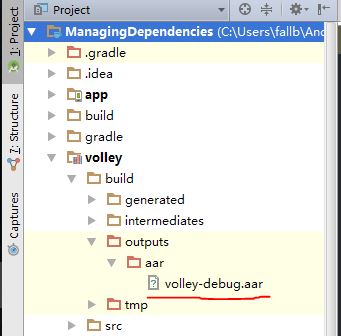 Project
ManagingDependencies (C:\Users\fallb\And
.gradle
.idea
app
build
gradle
volley
build
generated
intermediates
outputs
aar
volley-debug.aar
tmp
src
1: Project
7: Structure
Captures